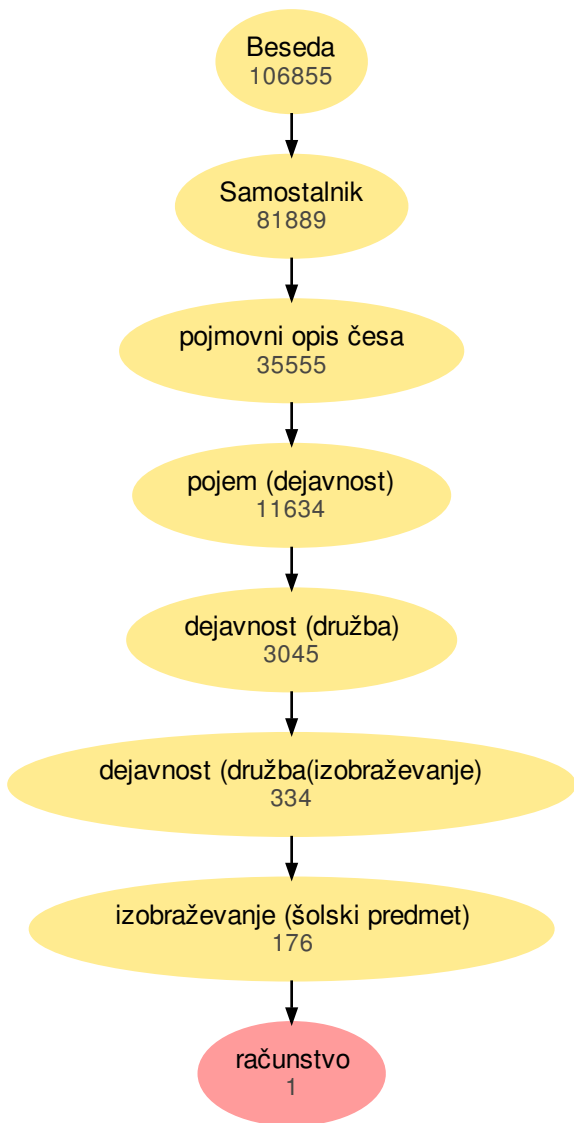 Beseda
106855
Samostalnik
81889
pojmovni opis česa
35555
pojem (dejavnost)
11634
dejavnost (družba)
3045
dejavnost (družba(izobraževanje)
334
izobraževanje (šolski predmet)
176
računstvo
1